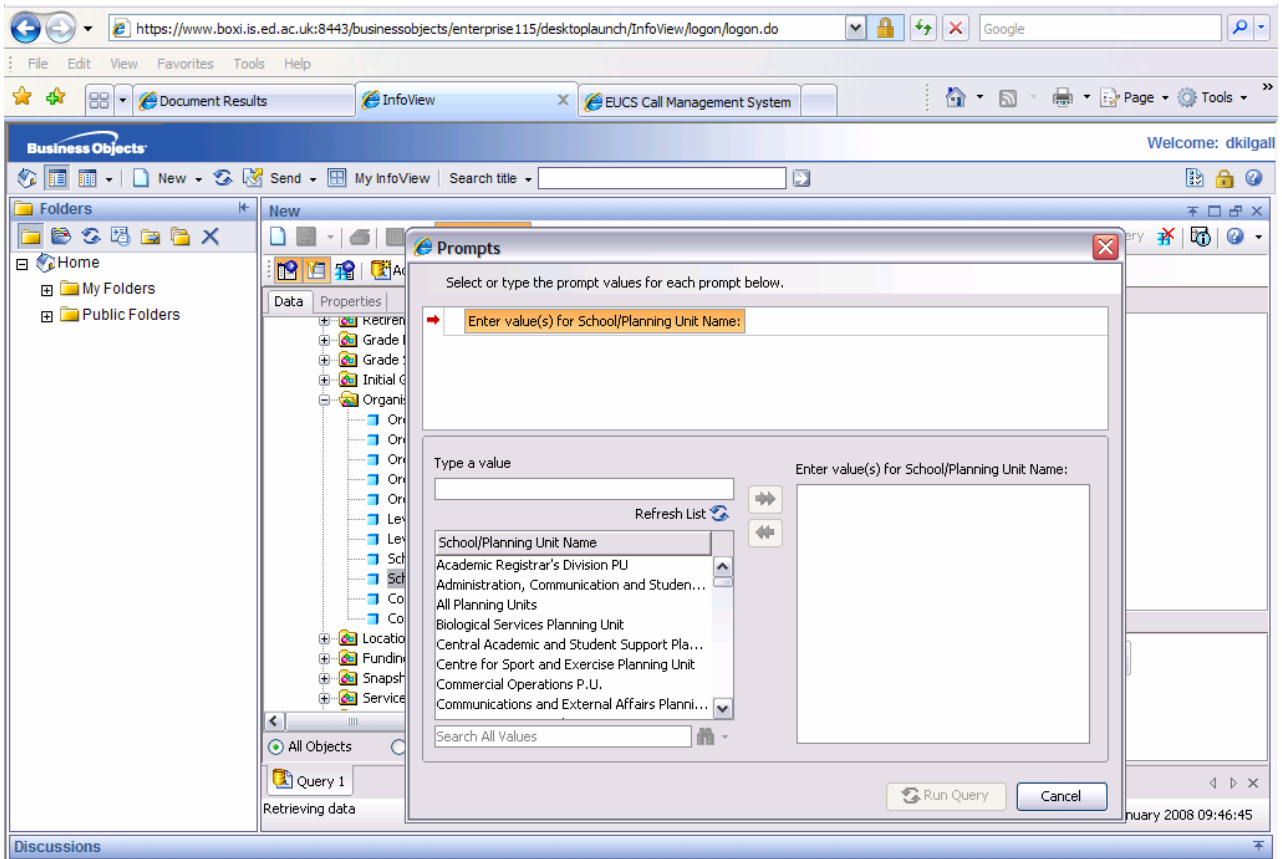 https://www.boxi.is.ed.ac.uk:8443/businessobjects/enterprise115/desktoplaunch/InfoView/logon/logon.do
Google
File Edit View Favorites Tools Help
Document Results
InfoView
EUCS Call Management System
Page
Tools
Business Objects
Welcome: dkilgall
New
Send
My InfoView
Search title
Folders
New
Home
My Folders
Public Folders
Data
Properties
Grade
Initial
Locatio
Fundin
Snapsh
Service
All Objects
Query 1
Retrieving data
Prompts
Select or type the prompt values for each prompt below.
Enter value(s) for School/Planning Unit Name:
Type a value
Refresh List
School/Planning Unit Name
Academic Registrar's Division PU
Administration, Communication and Studen...
All Planning Units
Biological Services Planning Unit
Central Academic and Student Support Pla...
Centre for Sport and Exercise Planning Unit
Commercial Operations P.U.
Communications and External Affairs Planni...
Search All Values
Enter value(s) for School/Planning Unit Name:
Run Query
Cancel
nuary 2008 09:46:45
Discussions